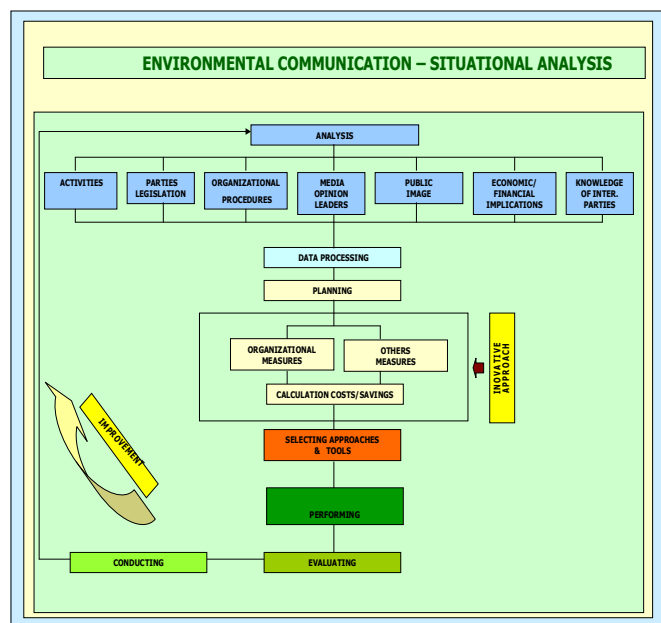 ENVIRONMENTAL COMMUNICATION – SITUATIONAL ANALYSIS
ANALYSIS
ACTIVITIES
PARTIES
LEGISLATION
ORGANIZATIONAL
PROCEDURES
MEDIA
OPINION
LEADERS
PUBLIC
IMAGE
ECONOMIC/
FINANCIAL
IMPLICATIONS
KNOWLEDGE
OF INTER.
PARTIES
DATA PROCESSING
PLANNING
ORGANIZATIONAL
MEASURES
OTHERS
MEASURES
INOVATIVE
APPROACH
CALCULATION COSTS/SAVINGS
IMPROVEMENT
SELECTING APPROACHES
& TOOLS
PERFORMING
CONDUCTING
EVALUATING